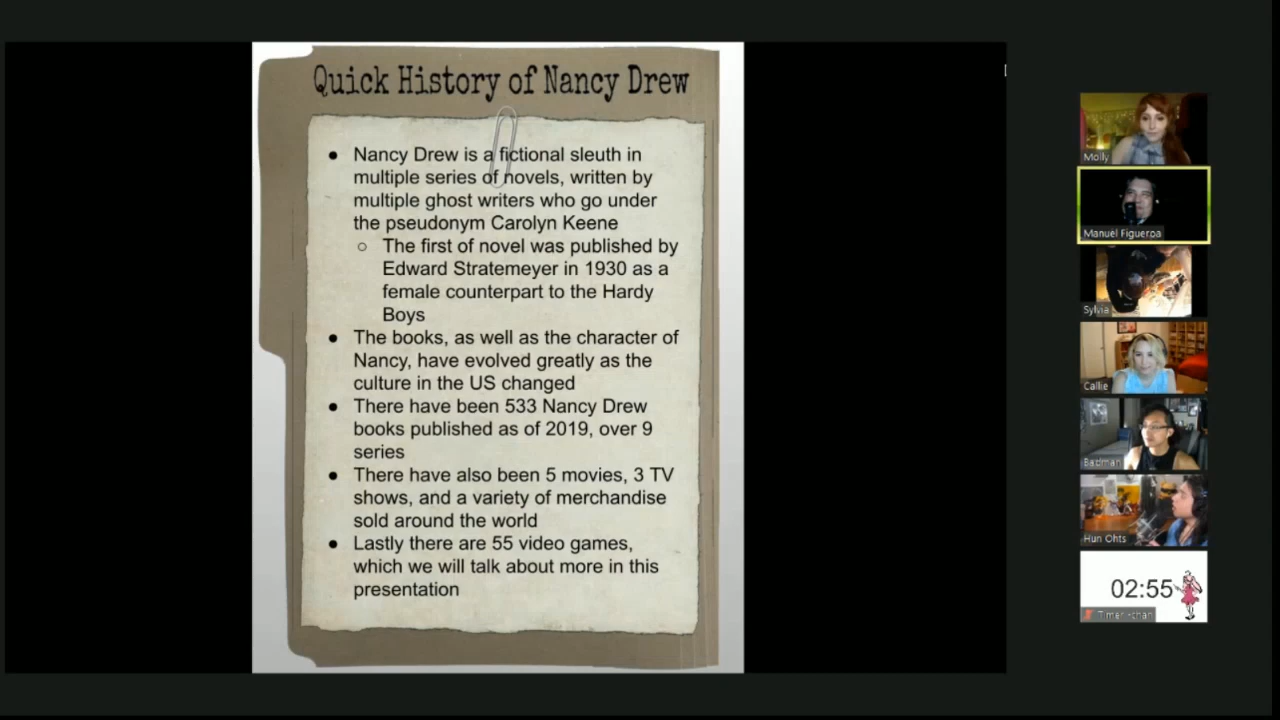 Quick History of Nancy Drew
● Nancy Drew is a fictional sleuth in
multiple series of novels, written by
multiple ghost writers who go under
the pseudonym Carolyn Keene
○ The first of novel was published by
Edward Stratemeyer in 1930 as a
female counterpart to the Hardy
Boys
● The books, as well as the character of
Nancy, have evolved greatly as the
culture in the US changed
● There have been 533 Nancy Drew
books published as of 2019, over 9
series
● There have also been 5 movies, 3 TV
shows, and a variety of merchandise
sold around the world
● Lastly there are 55 video games,
which we will talk about more in this
presentation
Molly
Manuel Figueroa
Sylvia
Callie
Badman
Hun Ohts
02:55
Timer-chan